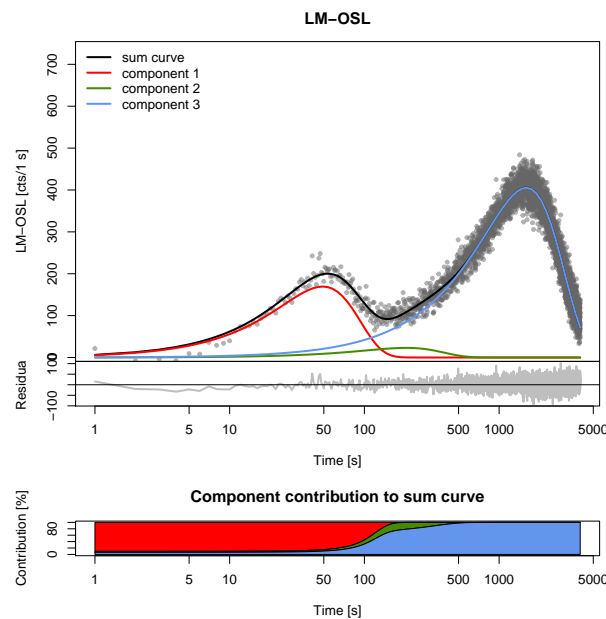 LM−OSL
LM−OSL [cts/1 s]
700
600
500
400
300
200
100
0
sum curve
component 1
component 2
component 3
Residua
100
−100
1
5
10
50
100
500
1000
5000
Time [s]
Component contribution to sum curve
Contribution [%]
80
0
1
5
10
50
100
500
1000
5000
Time [s]